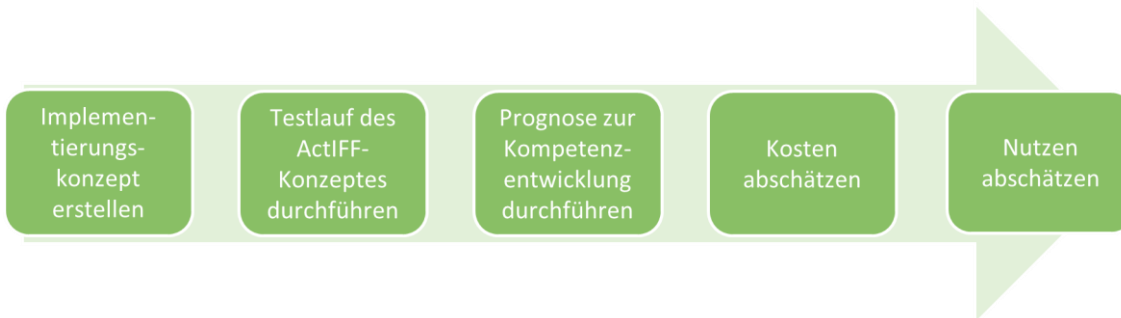 Implemen-
tierungs-
konzept
erstellen
Testlauf des
ActIFF-
Konzeptes
durchführen
Prognose zur
Kompetenz-
entwicklung
durchführen
Kosten
abschätzen
Nutzen
abschätzen